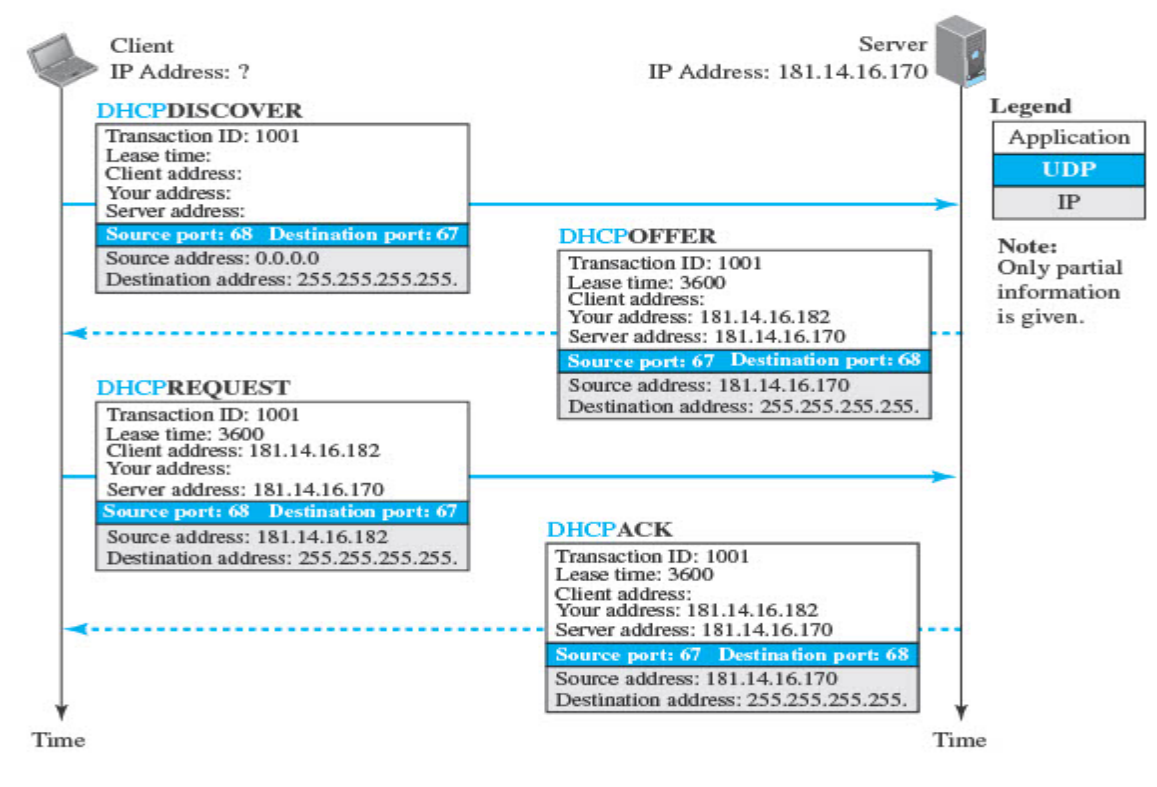 Client
IP Address: ?
Server
IP Address: 181.14.16.170
Legend
Application
UDP
IP
Note:
Only partial
information
is given.
DHCPDISCOVER
Transaction ID: 1001
Lease time:
Client address:
Your address:
Server address:
Source port: 68 Destination port: 67
Source address: 0.0.0.0
Destination address: 255.255.255.255.
DHCPOFFER
Transaction ID: 1001
Lease time: 3600
Client address:
Your address: 181.14.16.182
Server address: 181.14.16.170
Source port: 67 Destination port: 68
Source address: 181.14.16.170
Destination address: 255.255.255.255.
DHCPREQUEST
Transaction ID: 1001
Lease time: 3600
Client address: 181.14.16.182
Your address:
Server address: 181.14.16.170
Source port: 68 Destination port: 67
Source address: 181.14.16.182
Destination address: 255.255.255.255.
DHCPACK
Transaction ID: 1001
Lease time: 3600
Client address:
Your address: 181.14.16.182
Server address: 181.14.16.170
Source port: 67 Destination port: 68
Source address: 181.14.16.170
Destination address: 255.255.255.255.
Time
Time